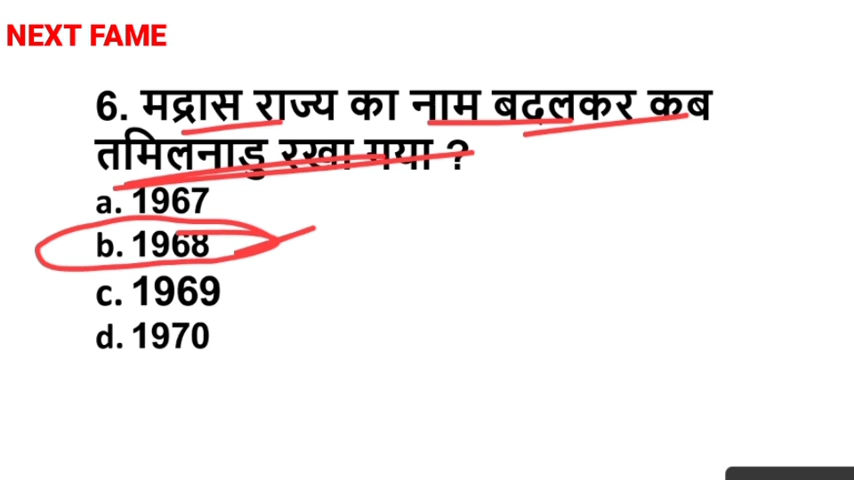 NEXT FAME
6. मद्रास राज्य का नाम बदलकर कब
तमिलनाडु रखा गया ?
a. 1967
b. 1968
c. 1969
d. 1970